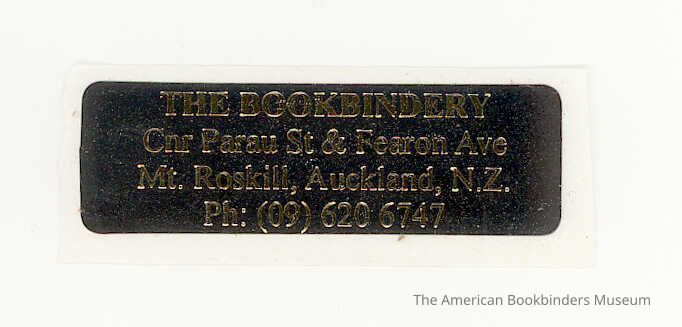 THE BOOKBINDERY
Cnr Parau St & Fearon Ave
Mt. Roskill, Auckland, N.Z.
Ph: (09) 620 6747
The American Bookbinders Museum